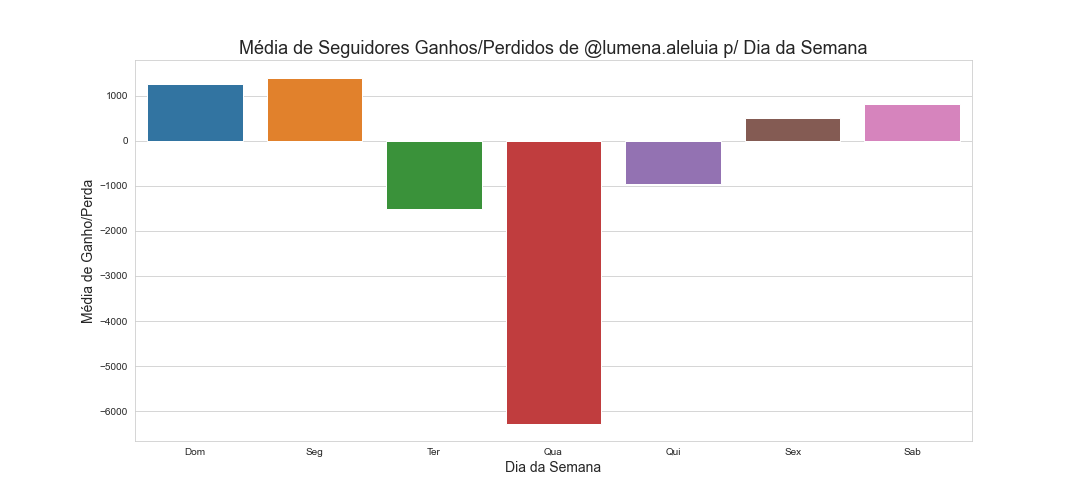 Média de Seguidores Ganhos/Perdidos de @lumena.aleluia p/ Dia da Semana
Média de Ganho/Perda
1000
0
−1000
−2000
−3000
−4000
−5000
−6000
Dom Seg Ter Qua Qui Sex Sab
Dia da Semana